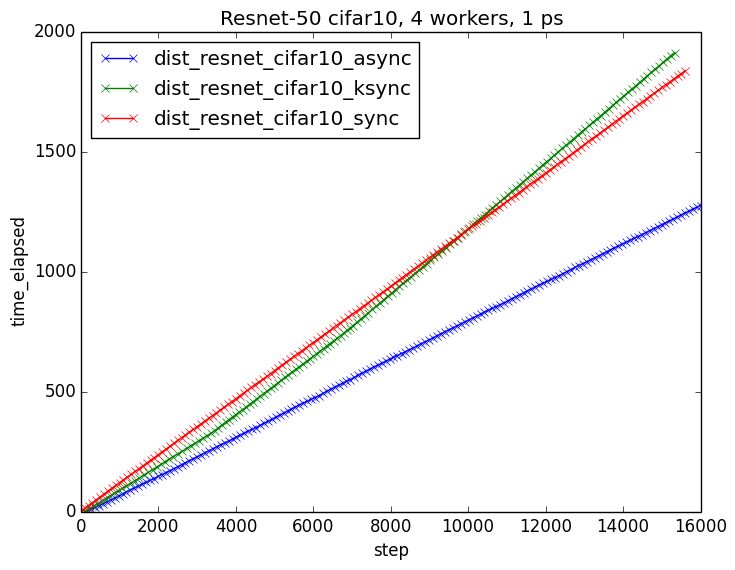 Resnet-50 cifar10, 4 workers, 1 ps
dist_resnet_cifar10_async
dist_resnet_cifar10_ksync
dist_resnet_cifar10_sync
2000
1500
1000
500
0
time_elapsed
0 2000 4000 6000 8000 10000 12000 14000 16000
step